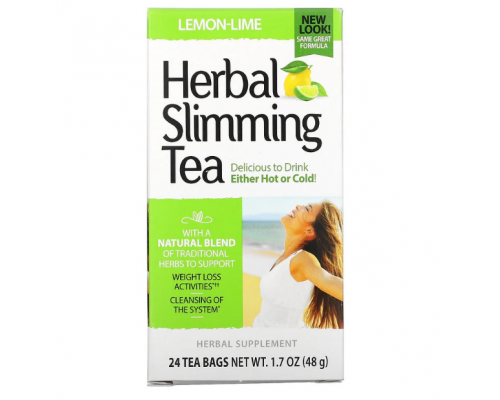 LEMON-LIME
NEW
LOOK!
SAME GREAT
FORMULA
Herbal
Slimming
Tea
Delicious to Drink
Either Hot or Cold!
WITH A
NATURAL BLEND
OF TRADITIONAL
HERBS TO SUPPORT
WEIGHT LOSS
ACTIVITIES*†
CLEANSING OF
THE SYSTEM*
HERBAL SUPPLEMENT
24 TEA BAGS NET WT. 1.7 OZ (48 g)